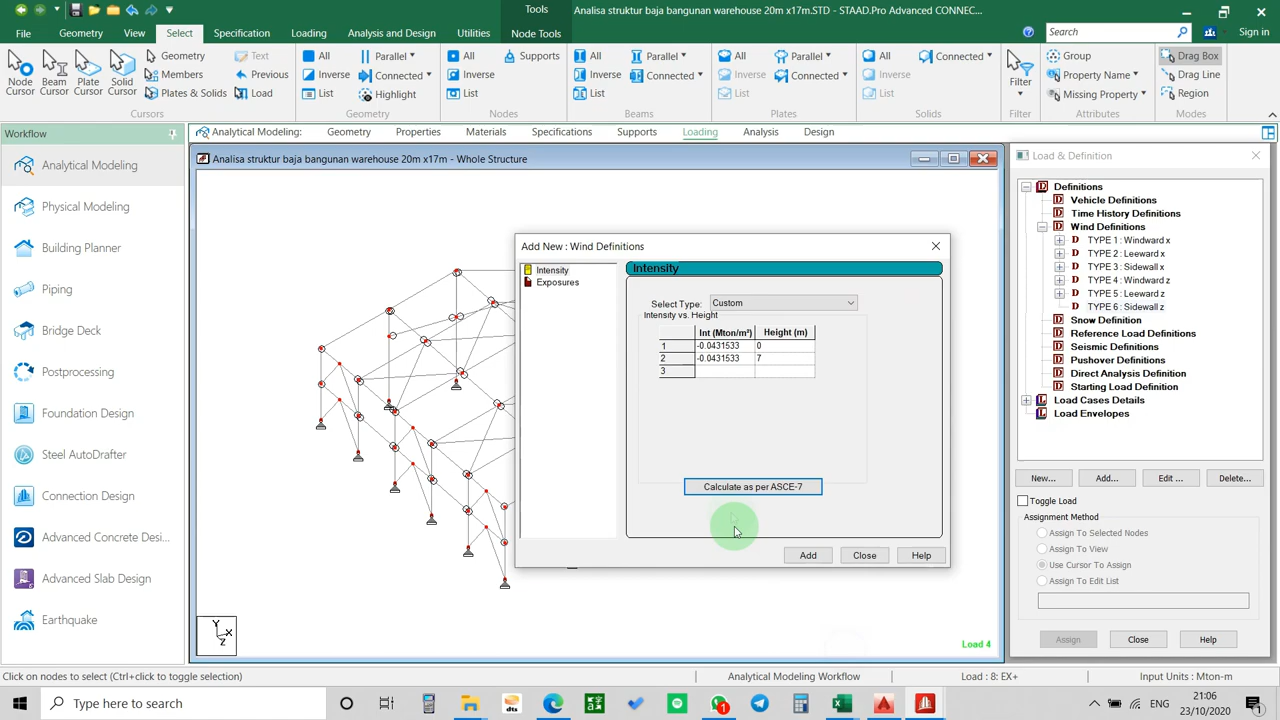 Tools
Analisa struktur baja bangunan warehouse 20m x17m.STD - STAAD.Pro Advanced CONNEC...
File Geometry View Select Specification Loading Analysis and Design Utilities Node Tools Search Sign in
Node Cursor
Beam Cursor
Plate Cursor
Solid Cursor
Geometry
Members
Plates & Solids
Text
Previous
Load
All
Inverse
List
Parallel
Connected
Highlight
All
Inverse
List
Supports
All
Inverse
List
Parallel
Connected
All
Inverse
List
Parallel
Connected
All
Inverse
List
Connected
Filter
Group
Property Name
Missing Property
Drag Box
Drag Line
Region
Cursors Geometry Nodes Beams Plates Solids Filter Attributes Modes
Workflow
Analytical Modeling: Geometry Properties Materials Specifications Supports Loading Analysis Design
Analytical Modeling
Physical Modeling
Building Planner
Piping
Bridge Deck
Postprocessing
Foundation Design
Steel AutoDrafter
Connection Design
Advanced Concrete Desi...
Advanced Slab Design
Earthquake
Analisa struktur baja bangunan warehouse 20m x17m - Whole Structure
Y
X
Z
Load 4
Add New : Wind Definitions
Intensity
Exposures
Intensity
Select Type: Custom
Intensity vs. Height
Int (Mton/m²) Height (m)
1 -0.0431533 0
2 -0.0431533 7
3
Calculate as per ASCE-7
Add Close Help
Load & Definition
Definitions
Vehicle Definitions
Time History Definitions
Wind Definitions
TYPE 1 : Windward x
TYPE 2 : Leeward x
TYPE 3 : Sidewall x
TYPE 4 : Windward z
TYPE 5 : Leeward z
TYPE 6 : Sidewall z
Snow Definition
Reference Load Definitions
Seismic Definitions
Pushover Definitions
Direct Analysis Definition
Starting Load Definition
Load Cases Details
Load Envelopes
New... Add... Edit ... Delete...
Toggle Load
Assignment Method
Assign To Selected Nodes
Assign To View
Use Cursor To Assign
Assign To Edit List
Assign Close Help
Click on nodes to select (Ctrl+click to toggle selection) Analytical Modeling Workflow Load : 8: EX+ Input Units: Mton-m
Type here to search
dts
1
ENG
21:06
23/10/2020
1